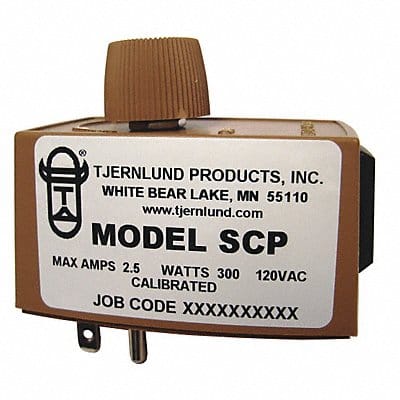 ®
TJERNLUND PRODUCTS, INC.
WHITE BEAR LAKE, MN 55110
www.tjernlund.com
MODEL SCP
MAX AMPS 2.5 WATTS 300 120VAC
CALIBRATED
JOB CODE XXXXXXXXXX